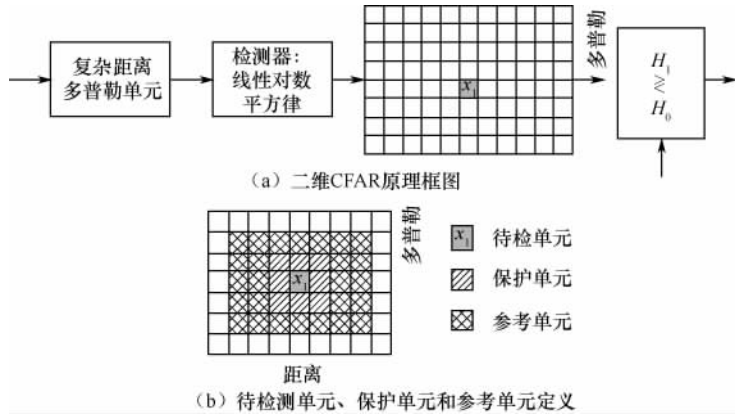 复杂距离
多普勒单元
检测器:
线性对数
平方律
x₁
多普勒
H₁
≷
H₀
(a) 二维CFAR原理框图
x₁
多普勒
距离
x₁ 待检单元
保护单元
参考单元
(b) 待检测单元、保护单元和参考单元定义